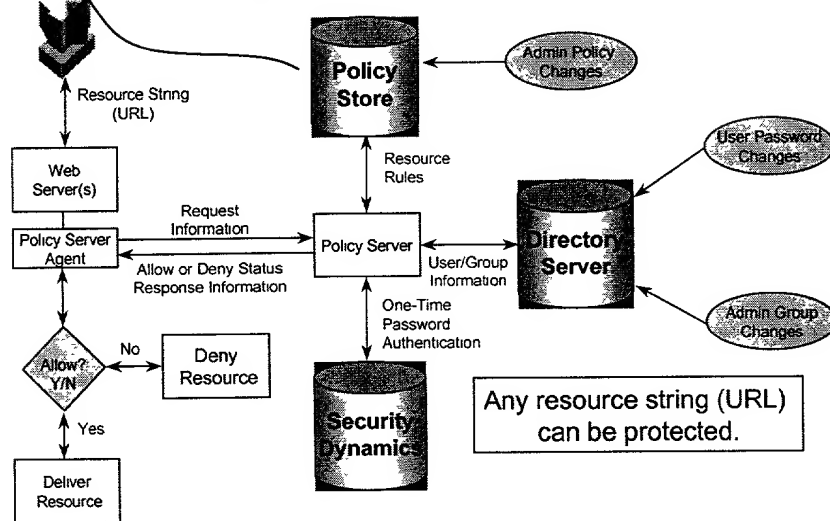 Resource String
(URL)
Policy
Store
Admin Policy
Changes
Web
Server(s)
Resource
Rules
User Password
Changes
Request
Information
Policy Server
Agent
Policy Server
Directory
Server
Allow or Deny Status
Response Information
User/Group
Information
One-Time
Password
Authentication
Admin Group
Changes
Allow?
Y/N
No
Deny
Resource
Yes
Security
Dynamics
Any resource string (URL)
can be protected.
Deliver
Resource